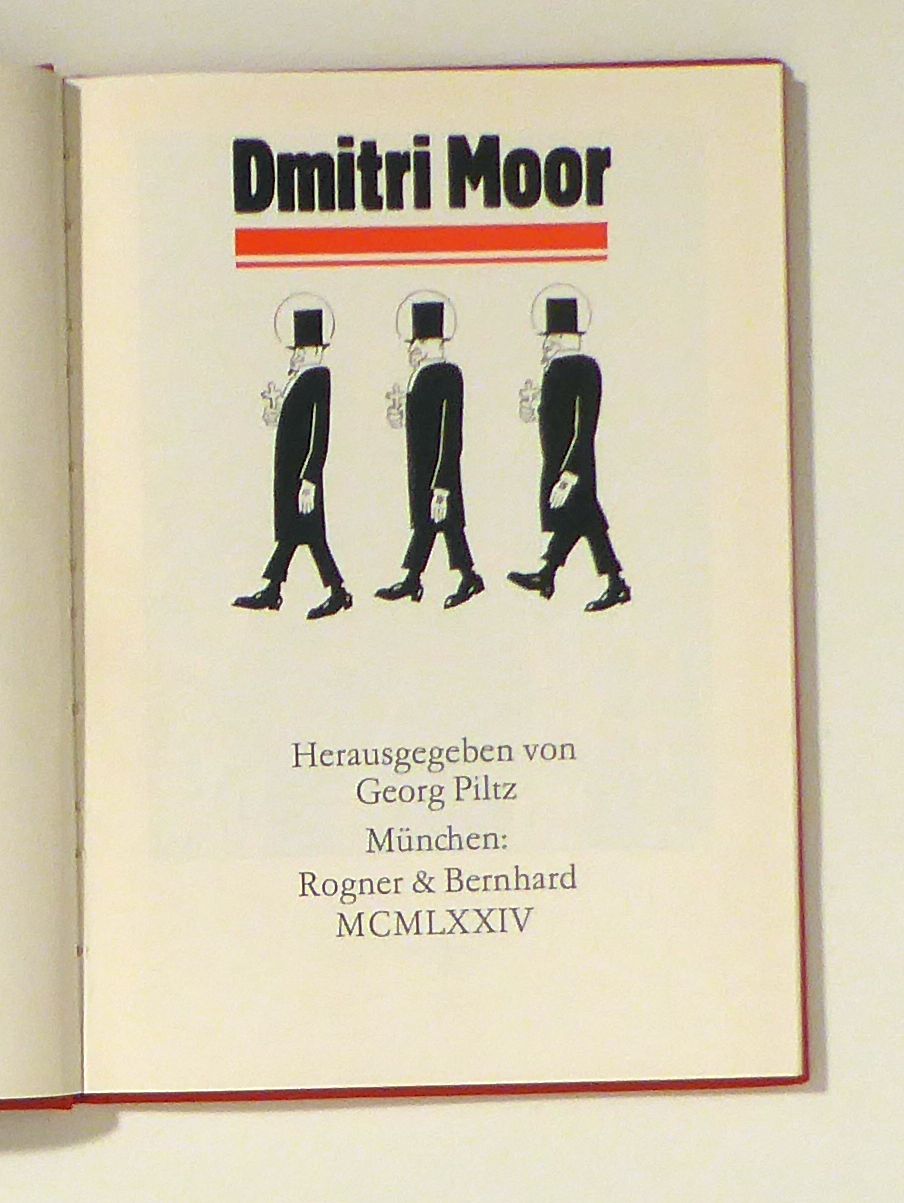 Dmitri Moor
Herausgegeben von
Georg Piltz
München:
Rogner & Bernhard
MCMLXXIV